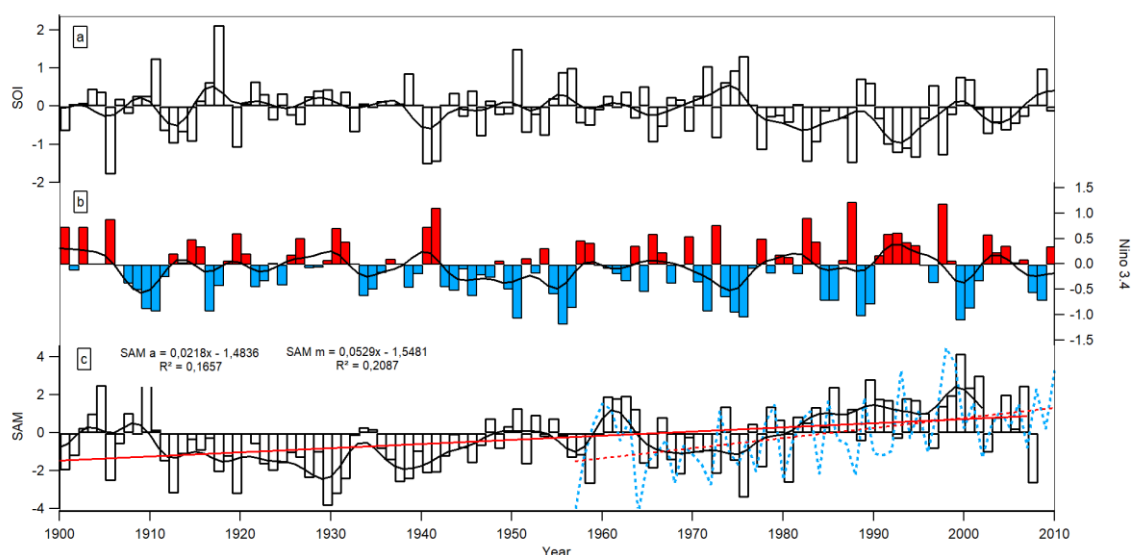 a
SOI
2
1
0
-1
-2
b
1.5
1.0
0.5
0.0
-0.5
-1.0
-1.5
Nino 3.4
c
SAM a = 0,0218x - 1,4836
R² = 0,1657
SAM m = 0,0529x - 1,5481
R² = 0,2087
SAM
4
2
0
-2
-4
1900 1910 1920 1930 1940 1950 1960 1970 1980 1990 2000 2010
Year